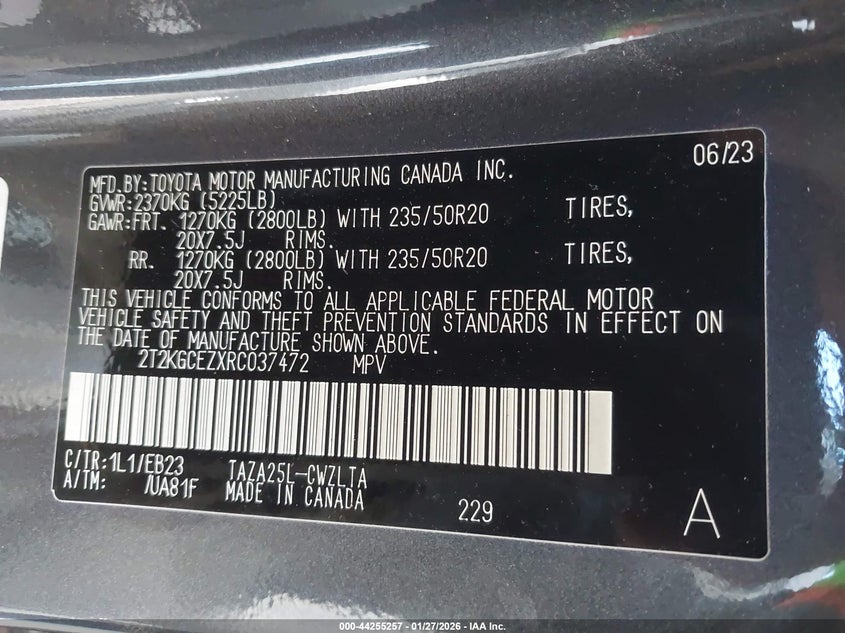 06/23
MFD.BY:TOYOTA MOTOR MANUFACTURING CANADA INC.
GVWR:2370KG (5225LB)
GAWR:FRT. 1270KG (2800LB) WITH 235/50R20 TIRES,
20X7.5J RIMS.
RR. 1270KG (2800LB) WITH 235/50R20 TIRES,
20X7.5J RIMS.
THIS VEHICLE CONFORMS TO ALL APPLICABLE FEDERAL MOTOR
VEHICLE SAFETY AND THEFT PREVENTION STANDARDS IN EFFECT ON
THE DATE OF MANUFACTURE SHOWN ABOVE.
2T2KGCEZXRC037472 MPV
C/TR:1L1/EB23 TAZA25L-CWZLTA
A/TM: /UA81F MADE IN CANADA
229
A
000-44255257 - 01/27/2026 - IAA Inc.